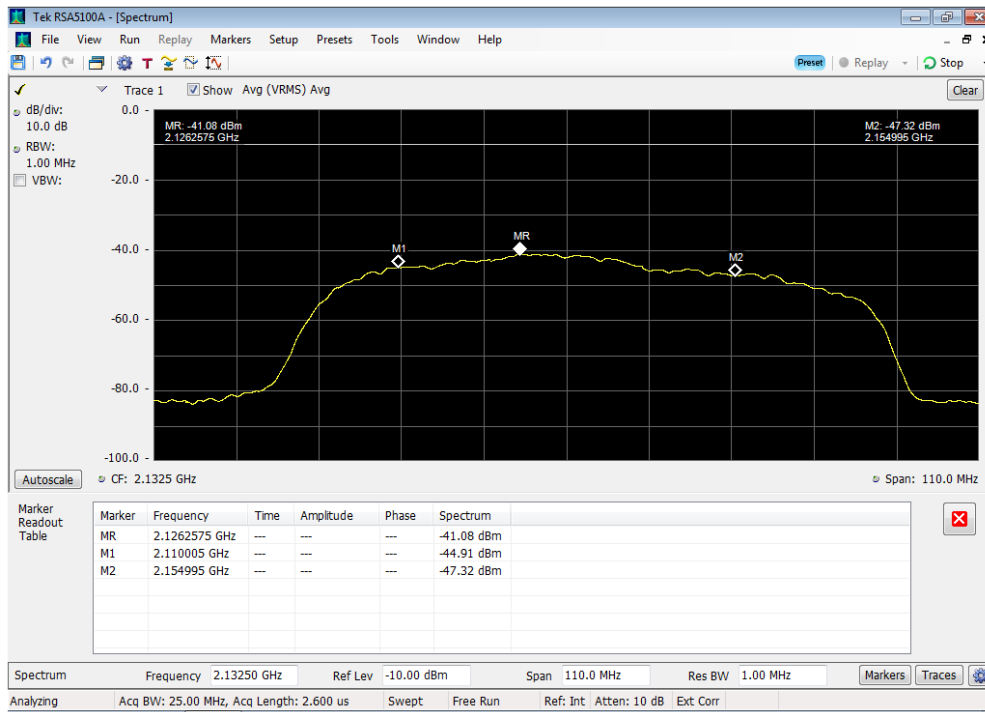 Tek RSA5100A - [Spectrum]
File View Run Replay Markers Setup Presets Tools Window Help
T Preset Replay Stop
Trace 1 Show Avg (VRMS) Avg Clear
dB/div:
10.0 dB
RBW:
1.00 MHz
VBW:
0.0
-20.0
-40.0
-60.0
-80.0
-100.0
MR: -41.08 dBm
2.1262575 GHz
M2: -47.32 dBm
2.154995 GHz
M1
MR
M2
Autoscale CF: 2.1325 GHz Span: 110.0 MHz
Marker
Readout
Table
Marker Frequency Time Amplitude Phase Spectrum
MR 2.1262575 GHz --- --- --- -41.08 dBm
M1 2.110005 GHz --- --- --- -44.91 dBm
M2 2.154995 GHz --- --- --- -47.32 dBm
Spectrum Frequency 2.13250 GHz Ref Lev -10.00 dBm Span 110.0 MHz Res BW 1.00 MHz Markers Traces
Analyzing Acq BW: 25.00 MHz, Acq Length: 2.600 us Swept Free Run Ref: Int Atten: 10 dB Ext Corr